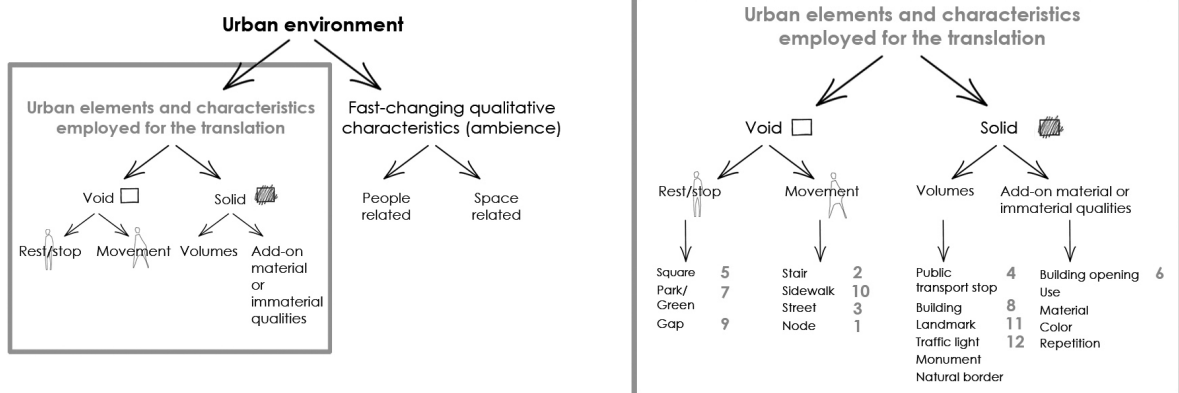 Urban environment
Urban elements and characteristics
employed for the translation
Fast-changing qualitative
characteristics (ambience)
Void
Solid
People
related
Space
related
Rest/stop
Movement
Volumes
Add-on
material
or
immaterial
qualities
Urban elements and characteristics
employed for the translation
Void
Solid
Rest/stop
Movement
Volumes
Add-on material or
immaterial qualities
Square 5
Park/
Green 7
Gap 9
Stair 2
Sidewalk 10
Street 3
Node 1
Public 4
transport stop
Building 8
Landmark 11
Traffic light 12
Monument
Natural border
Building opening 6
Use
Material
Color
Repetition